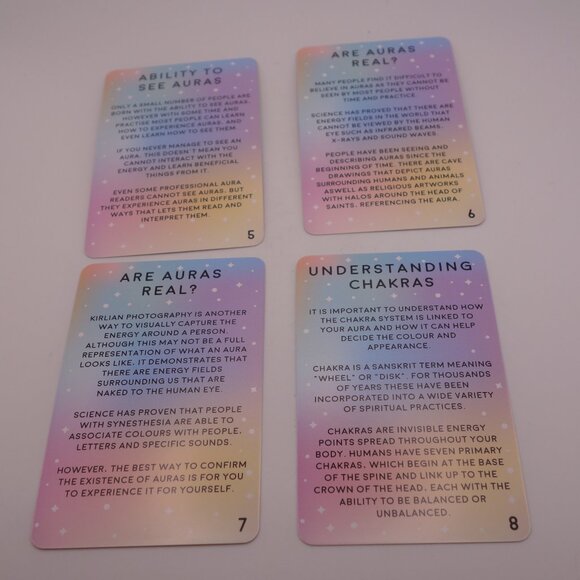 ABILITY TO
SEE AURAS
ONLY A SMALL NUMBER OF PEOPLE ARE
BORN WITH THE ABILITY TO SEE AURAS.
HOWEVER WITH SOME TIME AND
PRACTISE MOST PEOPLE CAN LEARN
HOW TO EXPERIENCE AURAS, AND
EVEN LEARN HOW TO SEE THEM
IF YOU NEVER MANAGE TO SEE AN
AURA, THIS DOESN'T MEAN YOU
CANNOT INTERACT WITH THE
ENERGY AND LEARN BENEFICIAL
THINGS FROM IT.
EVEN SOME PROFESSIONAL AURA
READERS CANNOT SEE AURAS, BUT
THEY EXPERIENCE AURAS IN DIFFERENT
WAYS THAT LETS THEM READ AND
INTERPRET THEM.
5
ARE AURAS
REAL?
MANY PEOPLE FIND IT DIFFICULT TO
BELIEVE IN AURAS AS THEY CANNOT BE
SEEN BY MOST PEOPLE WITHOUT
TIME AND PRACTICE.
SCIENCE HAS PROVED THAT THERE ARE
ENERGY FIELDS IN THE WORLD THAT
CANNOT BE VIEWED BY THE HUMAN
EYE SUCH AS INFRARED BEAMS,
X-RAYS AND SOUND WAVES.
PEOPLE HAVE BEEN SEEING AND
DESCRIBING AURAS SINCE THE
BEGINNING OF TIME. THERE ARE CAVE
DRAWINGS THAT DEPICT AURAS
SURROUNDING HUMANS AND ANIMALS
ASWELL AS RELIGIOUS ARTWORKS
WITH HALOS AROUND THE HEAD OF
SAINTS, REFERENCING THE AURA.
6
ARE AURAS
REAL?
KIRLIAN PHOTOGRAPHY IS ANOTHER
WAY TO VISUALLY CAPTURE THE
ENERGY AROUND A PERSON.
ALTHOUGH THIS MAY NOT BE A FULL
REPRESENTATION OF WHAT AN AURA
LOOKS LIKE, IT DEMONSTRATES THAT
THERE ARE ENERGY FIELDS
SURROUNDING US THAT ARE
NAKED TO THE HUMAN EYE.
SCIENCE HAS PROVEN THAT PEOPLE
WITH SYNESTHESIA ARE ABLE TO
ASSOCIATE COLOURS WITH PEOPLE,
LETTERS AND SPECIFIC SOUNDS.
HOWEVER, THE BEST WAY TO CONFIRM
THE EXISTENCE OF AURAS IS FOR YOU
TO EXPERIENCE IT FOR YOURSELF.
7
UNDERSTANDING
CHAKRAS
IT IS IMPORTANT TO UNDERSTAND HOW
THE CHAKRA SYSTEM IS LINKED TO
YOUR AURA AND HOW IT CAN HELP
DECIDE THE COLOUR AND
APPEARANCE.
CHAKRA IS A SANSKRIT TERM MEANING
"WHEEL" OR "DISK". FOR THOUSANDS
OF YEARS THESE HAVE BEEN
INCORPORATED INTO A WIDE VARIETY
OF SPIRITUAL PRACTICES.
CHAKRAS ARE INVISIBLE ENERGY
POINTS SPREAD THROUGHOUT YOUR
BODY. HUMANS HAVE SEVEN PRIMARY
CHAKRAS, WHICH BEGIN AT THE BASE
OF THE SPINE AND LINK UP TO THE
CROWN OF THE HEAD, EACH WITH THE
ABILITY TO BE BALANCED OR
UNBALANCED.
8